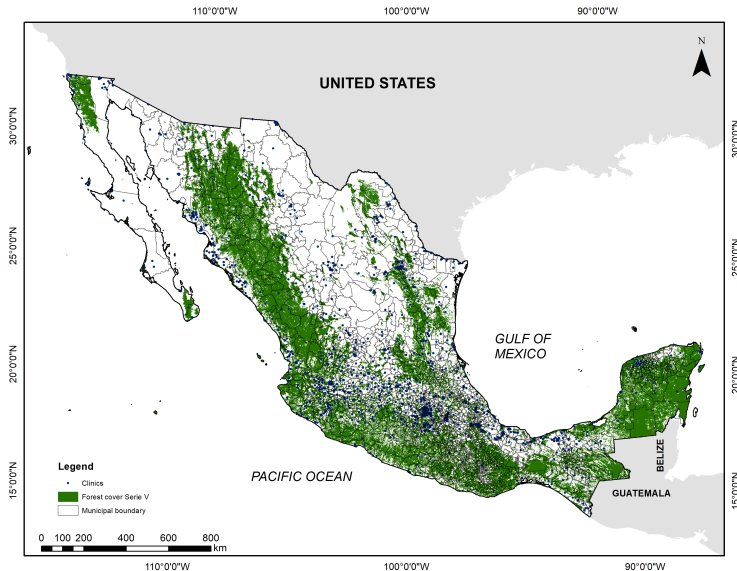 110°0'0"W 100°0'0"W 90°0'0"W
N
UNITED STATES
30°0'0"N
30°0'0"N
25°0'0"N
25°0'0"N
GULF OF
MEXICO
20°0'0"N
20°0'0"N
BELIZE
Legend
Clinics
Forest cover Serie V
Municipal boundary
PACIFIC OCEAN
15°0'0"N
15°0'0"N
GUATEMALA
0 100 200 400 600 800
km
110°0'0"W 100°0'0"W 90°0'0"W